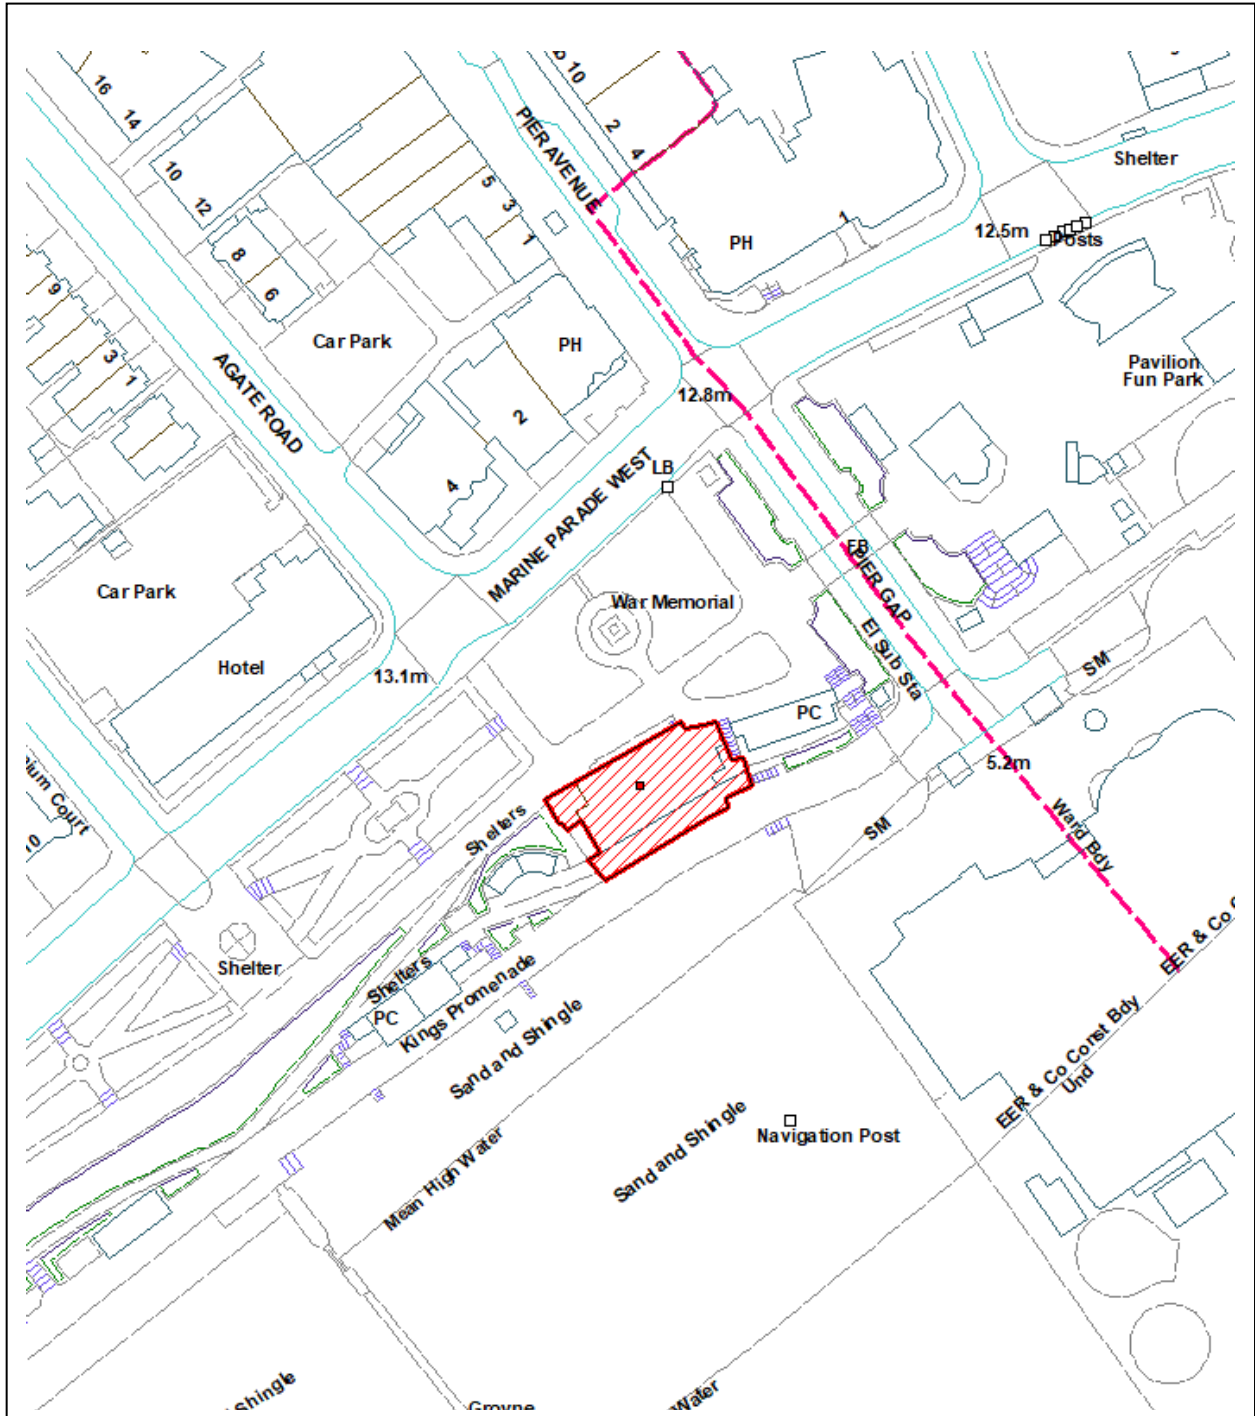 16
14
10
2
4
PIER AVENUE
Shelter
10
12
5
3
1
1
PH
12.5m
Posts
8
6
9
3
1
Car Park
PH
Pavilion
Fun Park
AGATE ROAD
12.8m
2
4
LB
MARINE PARADE WEST
FB
PIER GAP
Car Park
War Memorial
El Sub Sta
Hotel
13.1m
SM
PC
5.2m
Ward Bdy
SM
Shelters
ium Court
10
EER & Co C
Shelter
Shelters
PC
Kings Promenade
Sand and Shingle
EER & Co Const Bdy
Und
Sand and Shingle
Navigation Post
Mean High Water
Shingle
Groyne
Water